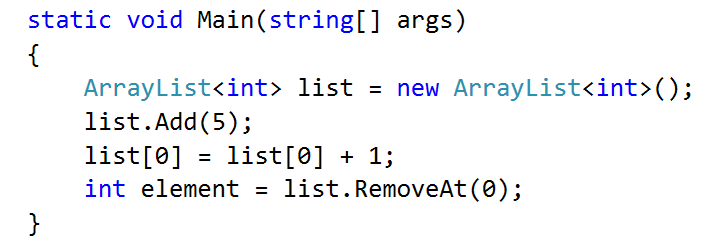 static void Main(string[] args)
{
    ArrayList<int> list = new ArrayList<int>();
    list.Add(5);
    list[0] = list[0] + 1;
    int element = list.RemoveAt(0);
}